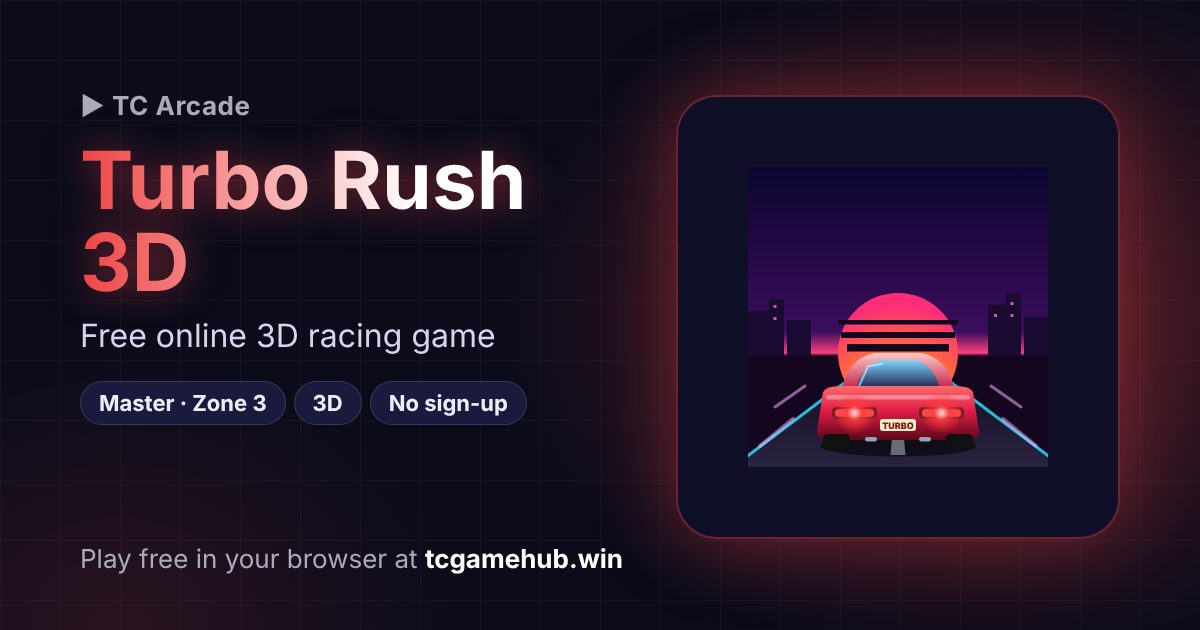 ▶ TC Arcade
Turbo Rush
3D
Free online 3D racing game
Master · Zone 3
3D
No sign-up
TURBO
Play free in your browser at tcgamehub.win